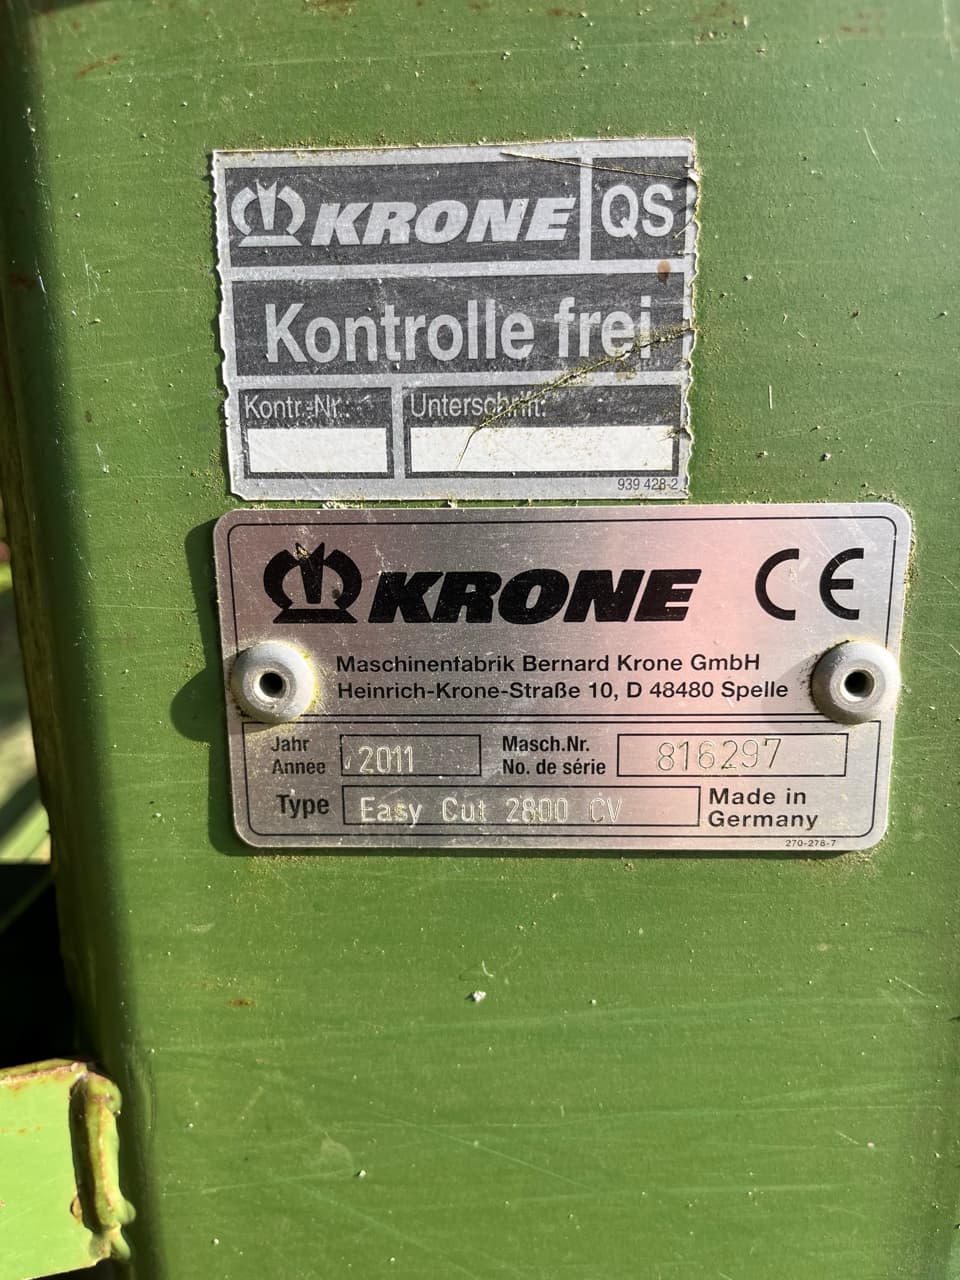 KRONE QS
Kontrolle frei
Kontr.-Nr.: Unterschrift:
939 428-2
KRONE CE
Maschinenfabrik Bernard Krone GmbH
Heinrich-Krone-Straße 10, D 48480 Spelle
Jahr 2011 Masch.Nr. 816297
Année No. de série
Type Easy Cut 2800 CV Made in
Germany
270-278-7